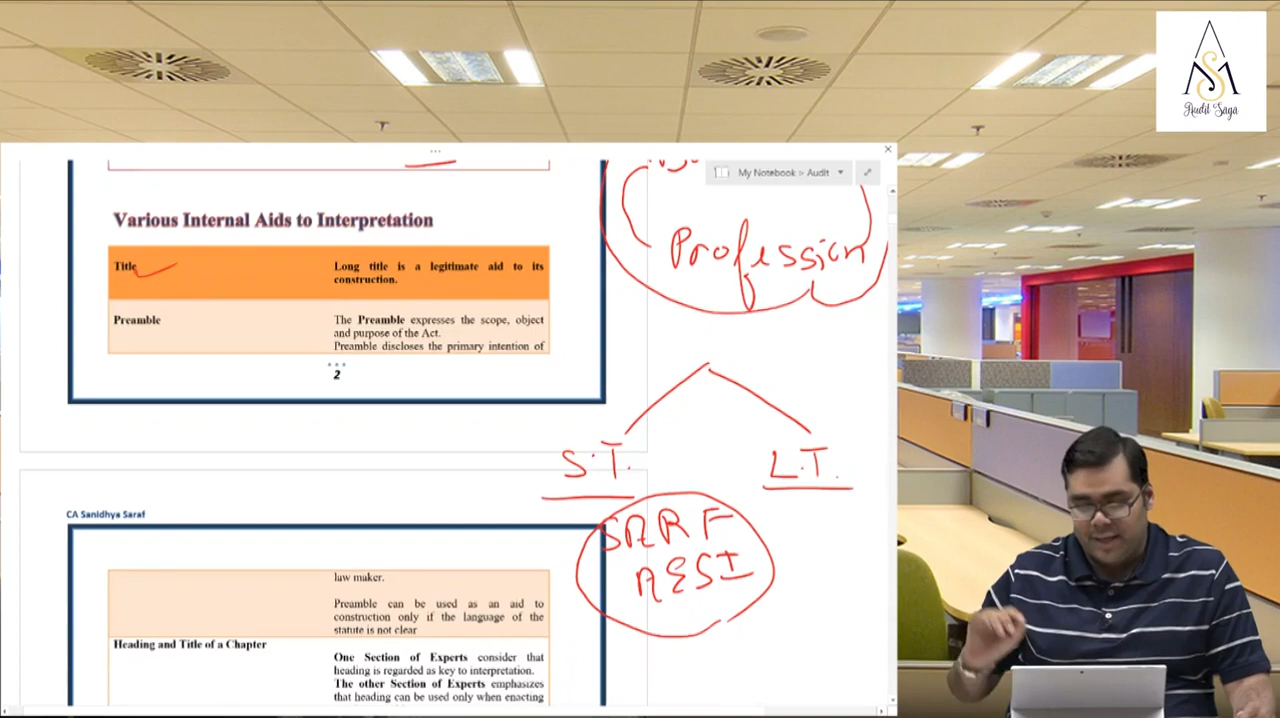 Audit Saga
My Notebook > Audit
Various Internal Aids to Interpretation
Title
Long title is a legitimate aid to its
construction.
Preamble
The Preamble expresses the scope, object
and purpose of the Act.
Preamble discloses the primary intention of
2
Profession
S.T.
L.T.
CA Sanidhya Saraf
law maker.
Preamble can be used as an aid to
construction only if the language of the
statute is not clear
Heading and Title of a Chapter
One Section of Experts consider that
heading is regarded as key to interpretation.
The other Section of Experts emphasizes
that heading can be used only when enacting